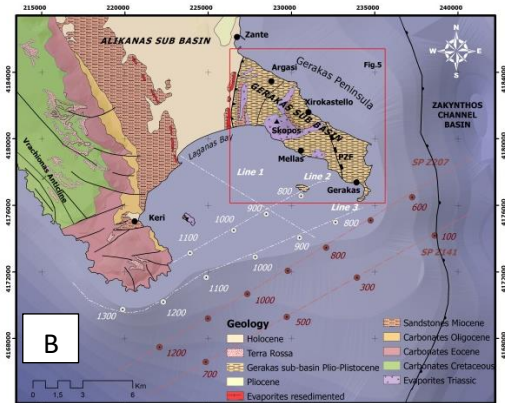 215000 220000 225000 230000 235000
4184000
4180000
4176000
4172000
4168000
ALIKANAS SUB BASIN
Zante
N
W E
S
Fig.5
Argasi
Gerakas Peninsula
Xirokastello
GERAKAS SUB BASIN
ZAKYNTHOS
CHANNEL
BASIN
Skopos
Laganas Bay
Mellas
PZF
Vrachionas Anticline
Line 1
Line 2
800
Gerakas
SP Z207
Keri
900
1000
1100
Line 3
800
900
600
100
SP Z141
800
1000
1100
1200
1300
300
1000
500
1200
700
B
0 1.5 3 6
Km
Geology
Holocene
Terra Rossa
Gerakas sub-basin Plio-Plistocene
Pliocene
Evaporites resedimented
Sandstones Miocene
Carbonates Oligocene
Carbonates Eocene
Carbonates Cretaceous
Evaporites Triassic